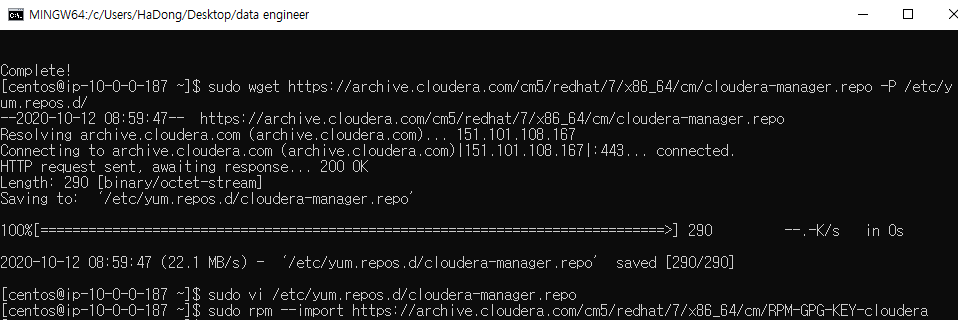 MINGW64:/c/Users/HaDong/Desktop/data engineer
Complete!
[centos@ip-10-0-0-187 ~]$ sudo wget https://archive.cloudera.com/cm5/redhat/7/x86_64/cm/cloudera-manager.repo -P /etc/y
um.repos.d/
--2020-10-12 08:59:47--  https://archive.cloudera.com/cm5/redhat/7/x86_64/cm/cloudera-manager.repo
Resolving archive.cloudera.com (archive.cloudera.com)... 151.101.108.167
Connecting to archive.cloudera.com (archive.cloudera.com)|151.101.108.167|:443... connected.
HTTP request sent, awaiting response... 200 OK
Length: 290 [binary/octet-stream]
Saving to:  ‘/etc/yum.repos.d/cloudera-manager.repo’
100%[==============================================================================>] 290         --.-K/s   in 0s
2020-10-12 08:59:47 (22.1 MB/s) -  ‘/etc/yum.repos.d/cloudera-manager.repo’  saved [290/290]
[centos@ip-10-0-0-187 ~]$ sudo vi /etc/yum.repos.d/cloudera-manager.repo
[centos@ip-10-0-0-187 ~]$ sudo rpm --import https://archive.cloudera.com/cm5/redhat/7/x86_64/cm/RPM-GPG-KEY-cloudera